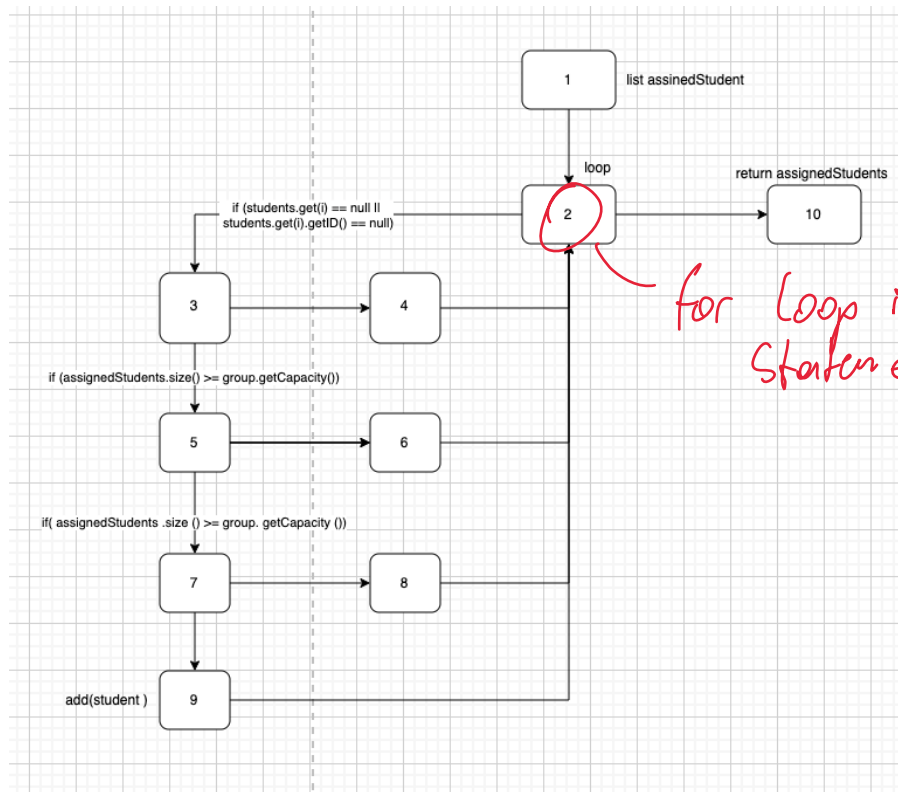 1
list assinedStudent
loop
return assignedStudents
if (students.get(i) == null ||
students.get(i).getID() == null)
2
10
3
4
for Loop
if (assignedStudents.size() >= group.getCapacity())
5
6
if( assignedStudents .size () >= group. getCapacity ())
7
8
add(student )
9